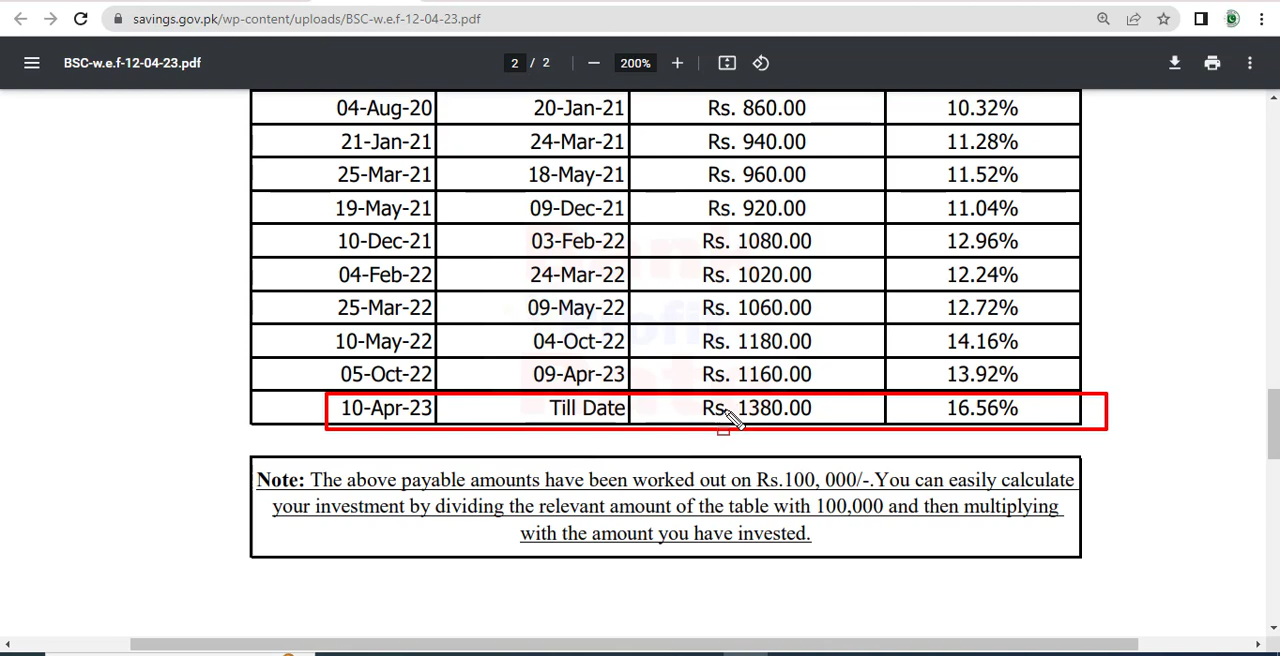 savings.gov.pk/wp-content/uploads/BSC-w.e.f-12-04-23.pdf
BSC-w.e.f-12-04-23.pdf 2 / 2 — 200% +
04-Aug-20 20-Jan-21 Rs. 860.00 10.32%
21-Jan-21 24-Mar-21 Rs. 940.00 11.28%
25-Mar-21 18-May-21 Rs. 960.00 11.52%
19-May-21 09-Dec-21 Rs. 920.00 11.04%
10-Dec-21 03-Feb-22 Rs. 1080.00 12.96%
04-Feb-22 24-Mar-22 Rs. 1020.00 12.24%
25-Mar-22 09-May-22 Rs. 1060.00 12.72%
10-May-22 04-Oct-22 Rs. 1180.00 14.16%
05-Oct-22 09-Apr-23 Rs. 1160.00 13.92%
10-Apr-23 Till Date Rs. 1380.00 16.56%
Note: The above payable amounts have been worked out on Rs.100, 000/-.You can easily calculate
your investment by dividing the relevant amount of the table with 100,000 and then multiplying
with the amount you have invested.